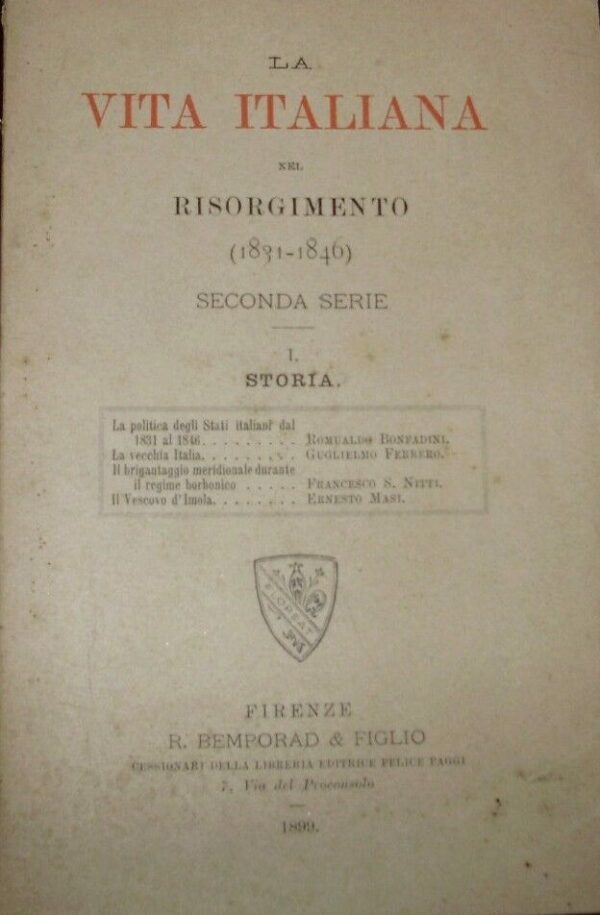 LA
VITA ITALIANA
NEL
RISORGIMENTO
(1831-1846)
SECONDA SERIE
I.
STORIA.
La politica degli Stati italiani dal
1831 al 1846. . . . . . . . . ROMUALDO BONFADINI.
La vecchia Italia. . . . . . . . GUGLIELMO FERRERO.
Il brigantaggio meridionale durante
il regime borbonico . . . . . FRANCESCO S. NITTI.
Il Vescovo d'Imola. . . . . . . . ERNESTO MASI.
FLOREAT
FIRENZE
R. BEMPORAD & FIGLIO
CESSIONARI DELLA LIBRERIA EDITRICE FELICE PAGGI
7, Via del Proconsolo
1899.